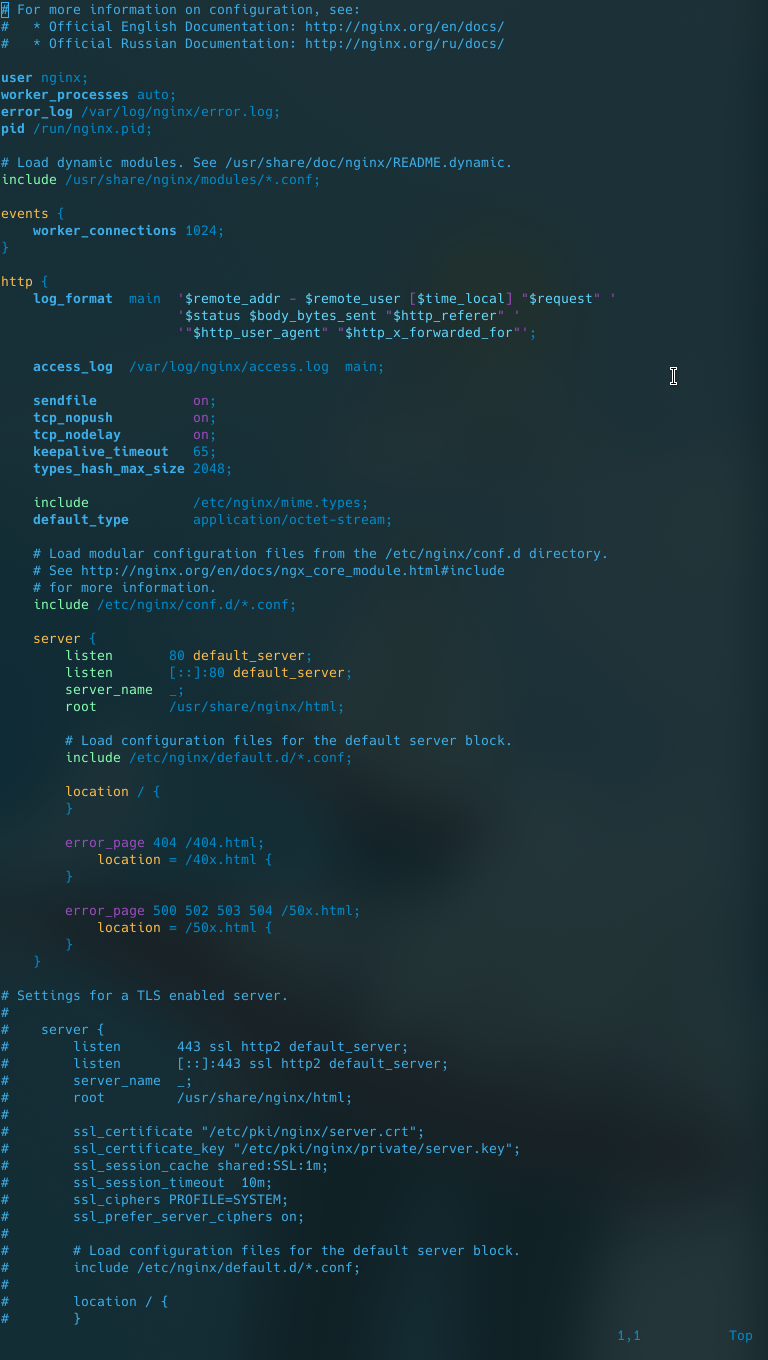 # For more information on configuration, see:
#   * Official English Documentation: http://nginx.org/en/docs/
#   * Official Russian Documentation: http://nginx.org/ru/docs/

user nginx;
worker_processes auto;
error_log /var/log/nginx/error.log;
pid /run/nginx.pid;

# Load dynamic modules. See /usr/share/doc/nginx/README.dynamic.
include /usr/share/nginx/modules/*.conf;

events {
    worker_connections 1024;
}

http {
    log_format  main  '$remote_addr - $remote_user [$time_local] "$request" '
                      '$status $body_bytes_sent "$http_referer" '
                      '"$http_user_agent" "$http_x_forwarded_for"';

    access_log  /var/log/nginx/access.log  main;

    sendfile            on;
    tcp_nopush          on;
    tcp_nodelay         on;
    keepalive_timeout   65;
    types_hash_max_size 2048;

    include             /etc/nginx/mime.types;
    default_type        application/octet-stream;

    # Load modular configuration files from the /etc/nginx/conf.d directory.
    # See http://nginx.org/en/docs/ngx_core_module.html#include
    # for more information.
    include /etc/nginx/conf.d/*.conf;

    server {
        listen       80 default_server;
        listen       [::]:80 default_server;
        server_name  _;
        root         /usr/share/nginx/html;

        # Load configuration files for the default server block.
        include /etc/nginx/default.d/*.conf;

        location / {
        }

        error_page 404 /404.html;
            location = /40x.html {
        }

        error_page 500 502 503 504 /50x.html;
            location = /50x.html {
        }
    }

# Settings for a TLS enabled server.
#
#    server {
#        listen       443 ssl http2 default_server;
#        listen       [::]:443 ssl http2 default_server;
#        server_name  _;
#        root         /usr/share/nginx/html;
#
#        ssl_certificate "/etc/pki/nginx/server.crt";
#        ssl_certificate_key "/etc/pki/nginx/private/server.key";
#        ssl_session_cache shared:SSL:1m;
#        ssl_session_timeout  10m;
#        ssl_ciphers PROFILE=SYSTEM;
#        ssl_prefer_server_ciphers on;
#
#        # Load configuration files for the default server block.
#        include /etc/nginx/default.d/*.conf;
#
#        location / {
#        }
1,1           Top